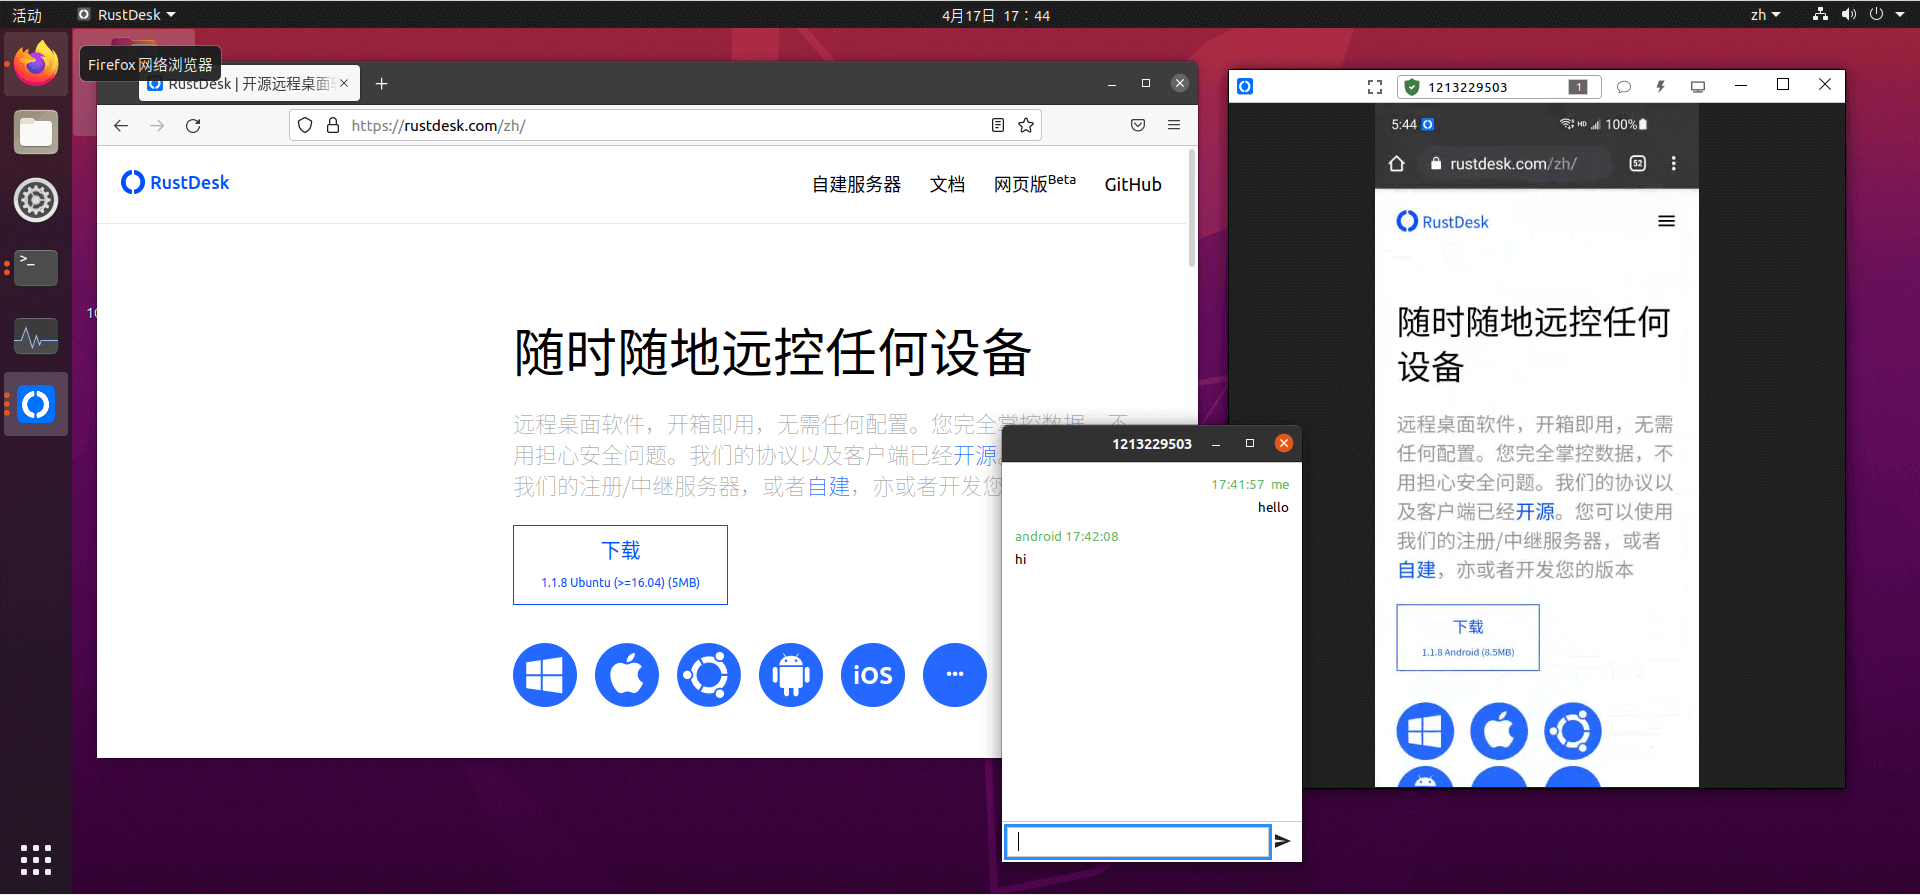 活动
RustDesk
4月17日 17：44
zh
Firefox 网络浏览器
RustDesk | 开源远程桌面
https://rustdesk.com/zh/
RustDesk
自建服务器
文档
网页版Beta
GitHub
随时随地远控任何设备
远程桌面软件，开箱即用，无需任何配置。您完全掌控数据，不
用担心安全问题。我们的协议以及客户端已经开源。
我们的注册/中继服务器，或者自建，亦或者开发您
下载
1.1.8 Ubuntu (>=16.04) (5MB)
iOS
1213229503
17:41:57 me
hello
android 17:42:08
hi
1213229503
1
5:44
HD
100%
rustdesk.com/zh/
52
RustDesk
随时随地远控任何
设备
远程桌面软件，开箱即用，无需
任何配置。您完全掌控数据，不
用担心安全问题。我们的协议以
及客户端已经开源。您可以使用
我们的注册/中继服务器，或者
自建，亦或者开发您的版本
下载
1.1.8 Android (8.5MB)